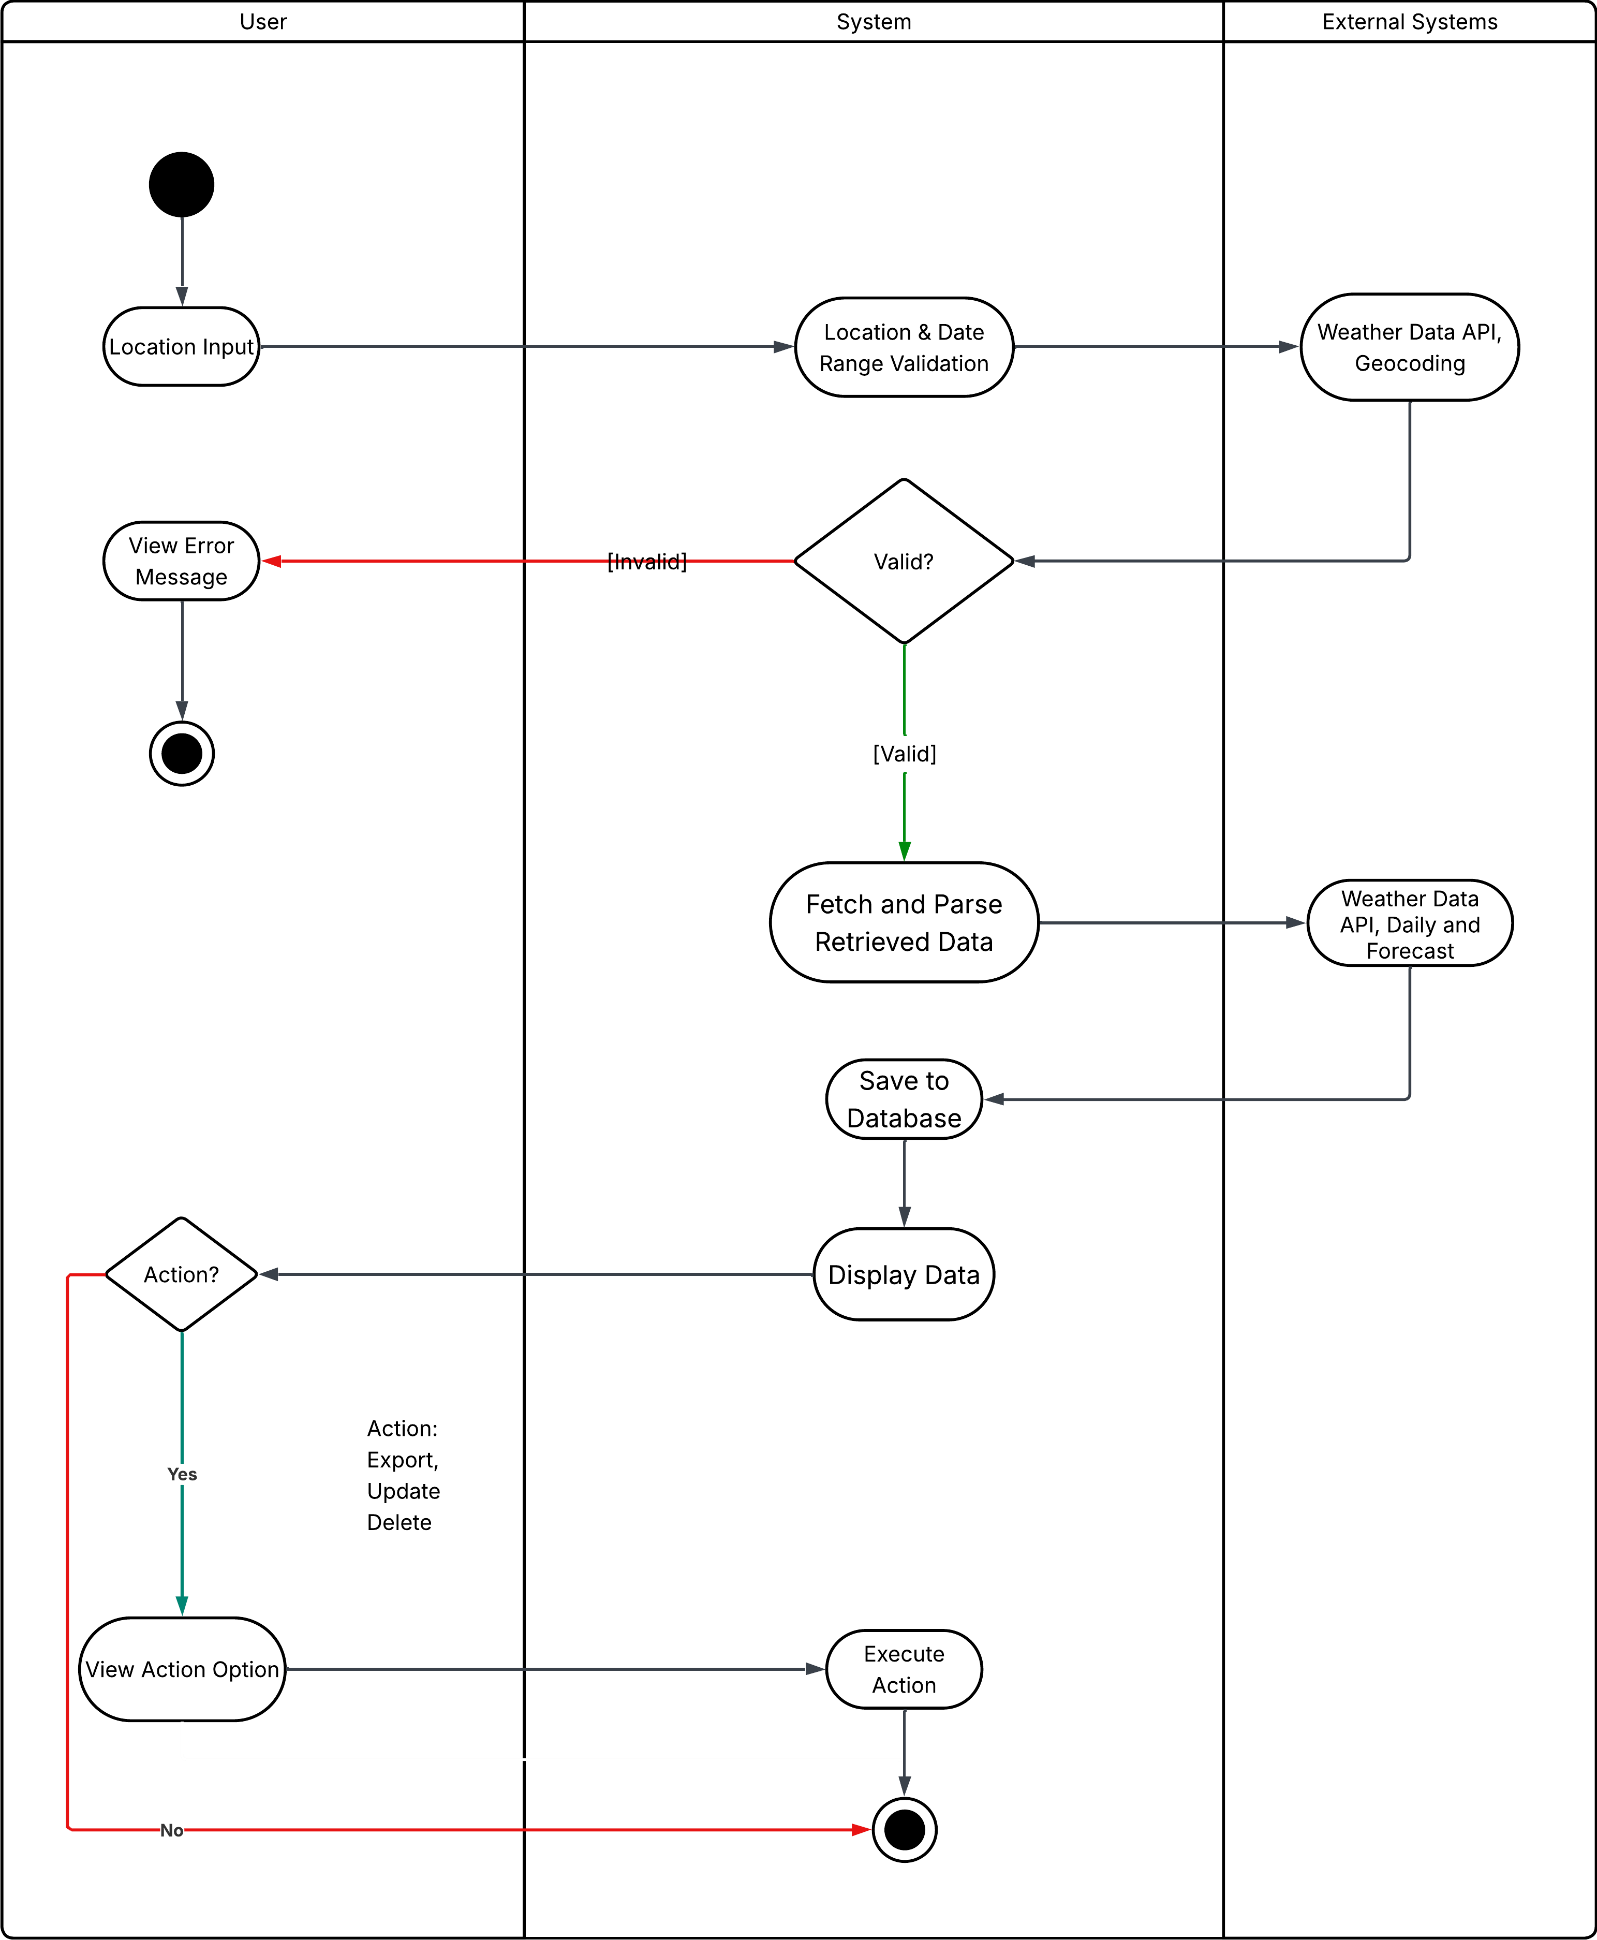 User
System
External Systems
Location Input
Location & Date
Range Validation
Weather Data API,
Geocoding
View Error
Message
[Invalid]
Valid?
[Valid]
Fetch and Parse
Retrieved Data
Weather Data
API, Daily and
Forecast
Save to
Database
Action?
Display Data
Action:
Export,
Update
Delete
Yes
View Action Option
Execute
Action
No